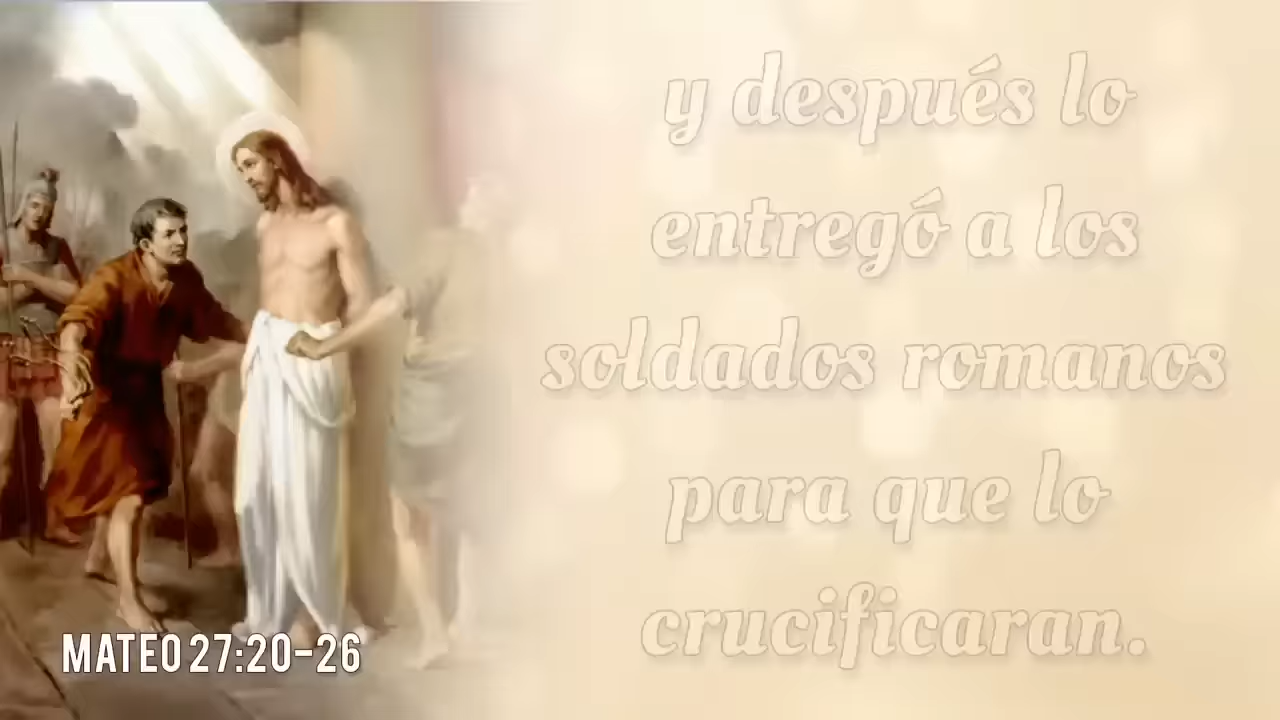 y después lo
entregó a los
soldados romanos
para que lo
crucificaran.
MATEO 27:20-26